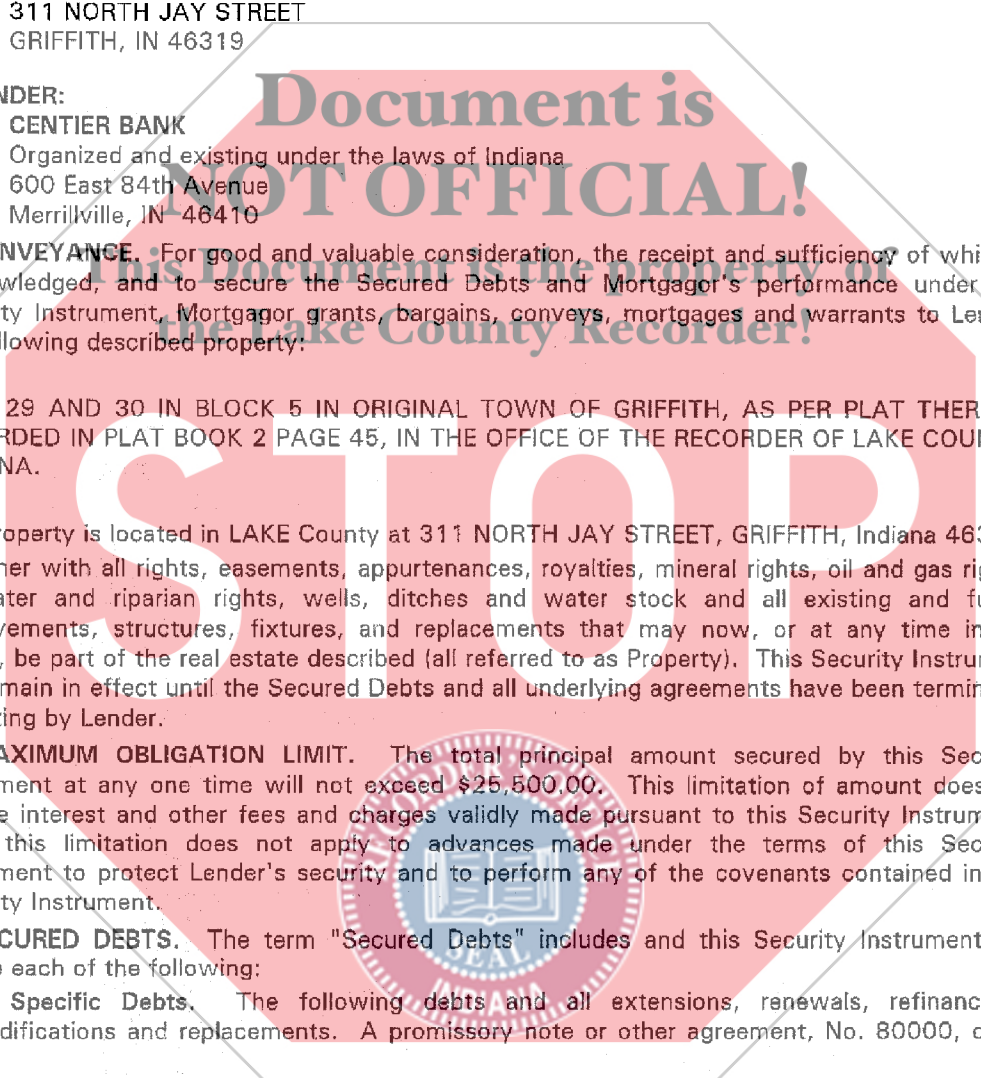 311 NORTH JAY STREET
GRIFFITH, IN 46319
NDER:
CENTIER BANK
Organized and existing under the laws of Indiana
600 East 84th Avenue
Merrillville, IN 46410
Document is
NOT OFFICIAL!
This Document is the property of
the Lake County Recorder!
NVEYANCE. For good and valuable consideration, the receipt and sufficiency of whi
wledged, and to secure the Secured Debts and Mortgagor's performance under
ty Instrument, Mortgagor grants, bargains, conveys, mortgages and warrants to Le
llowing described property:
29 AND 30 IN BLOCK 5 IN ORIGINAL TOWN OF GRIFFITH, AS PER PLAT THER
RDED IN PLAT BOOK 2 PAGE 45, IN THE OFFICE OF THE RECORDER OF LAKE COU
NA.
STOP
roperty is located in LAKE County at 311 NORTH JAY STREET, GRIFFITH, Indiana 463
her with all rights, easements, appurtenances, royalties, mineral rights, oil and gas rig
ater and riparian rights, wells, ditches and water stock and all existing and fu
vements, structures, fixtures, and replacements that may now, or at any time in
, be part of the real estate described (all referred to as Property). This Security Instru
main in effect until the Secured Debts and all underlying agreements have been termin
ing by Lender.
AXIMUM OBLIGATION LIMIT. The total principal amount secured by this Sec
ment at any one time will not exceed $25,500.00. This limitation of amount does
e interest and other fees and charges validly made pursuant to this Security Instrum
this limitation does not apply to advances made under the terms of this Sec
ment to protect Lender's security and to perform any of the covenants contained in
ty Instrument.
CURED DEBTS. The term "Secured Debts" includes and this Security Instrument
e each of the following:
Specific Debts. The following debts and all extensions, renewals, refinanc
difications and replacements. A promissory note or other agreement, No. 80000, d
SEAL
INDIANA